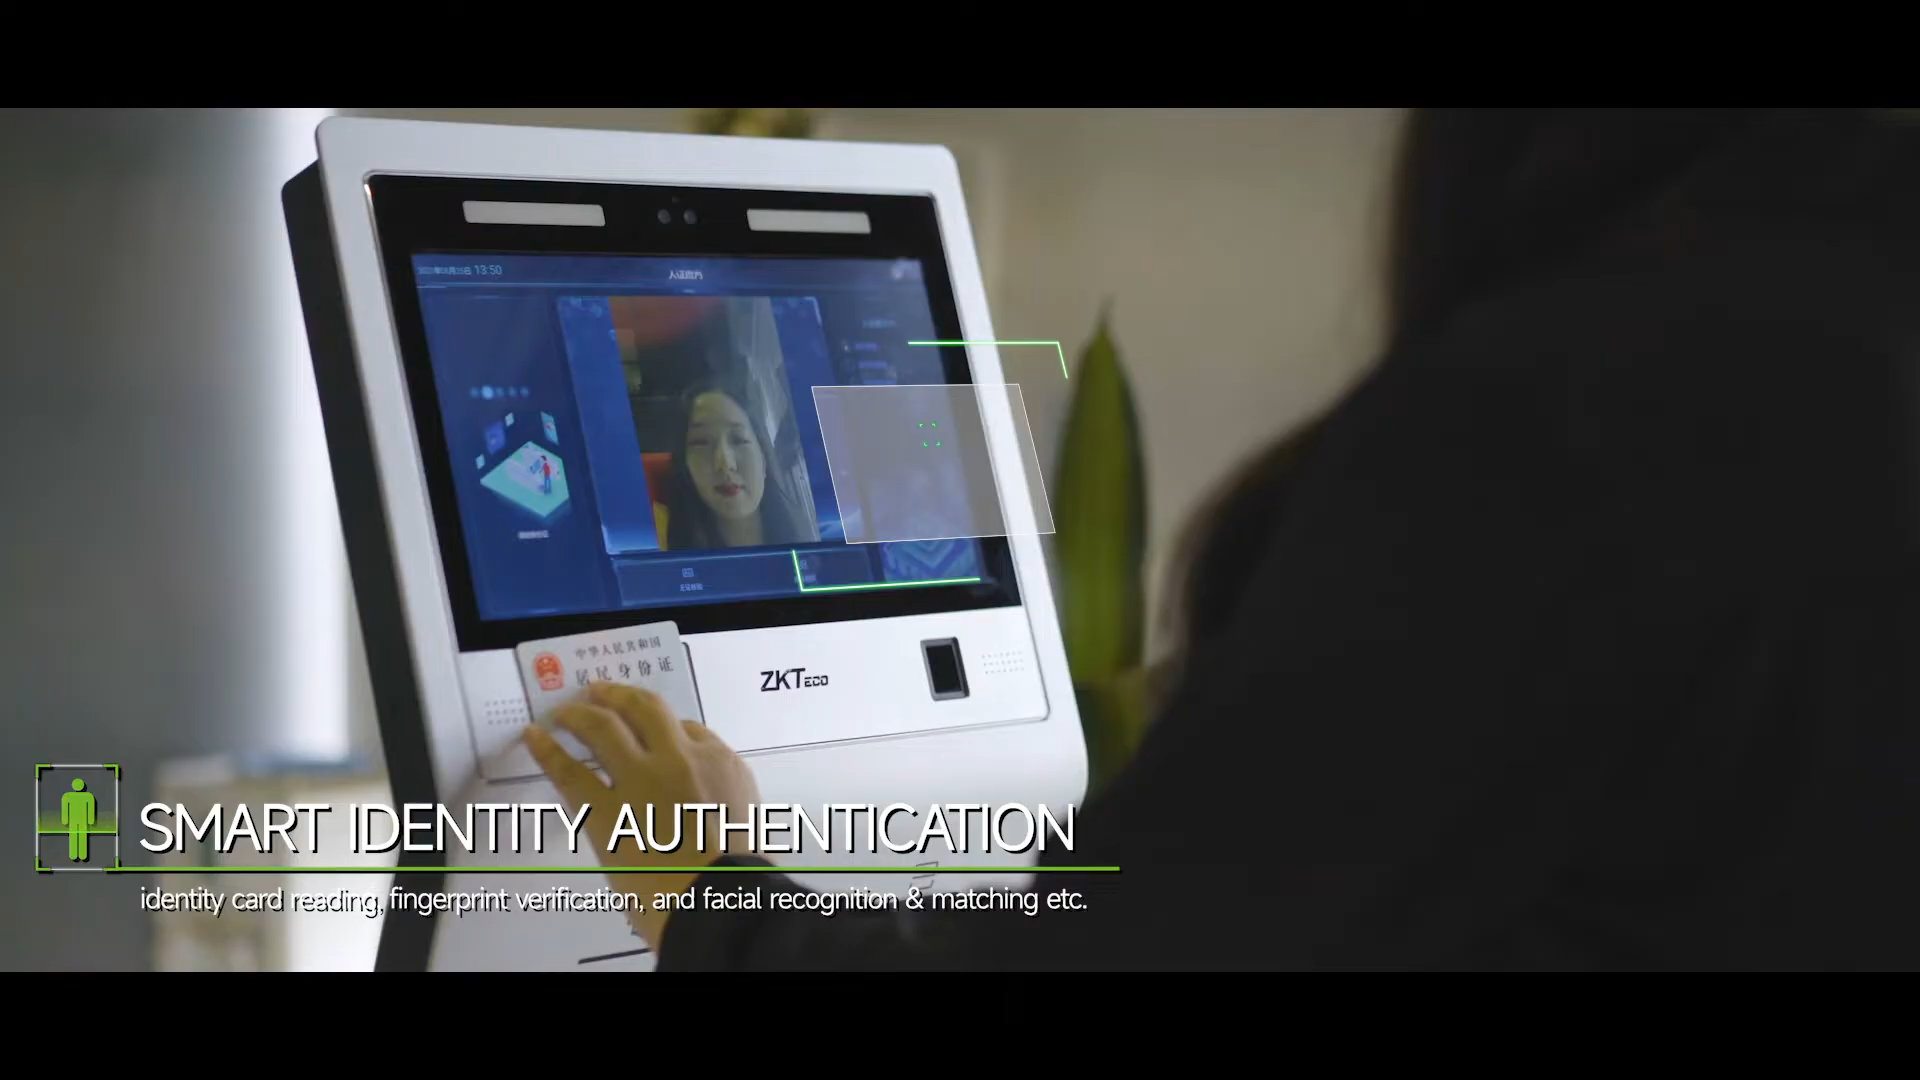 13:50
中华人民共和国
居民身份证
ZKTECO
SMART IDENTITY AUTHENTICATION
identity card reading, fingerprint verification, and facial recognition & matching etc.